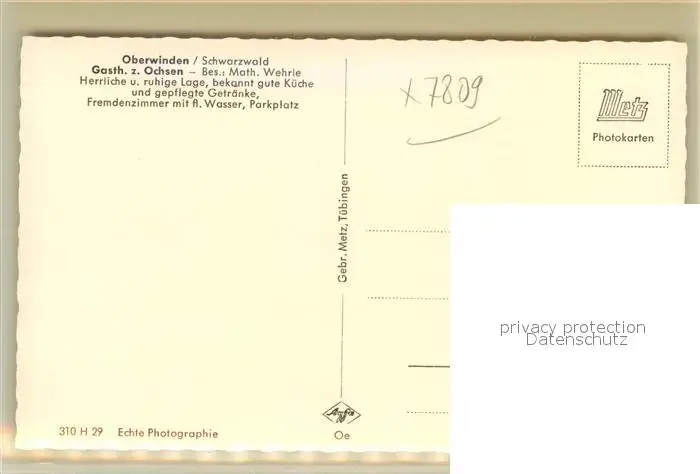 Oberwinden / Schwarzwald
Gasth. z. Ochsen – Bes.: Math. Wehrle
Herrliche u. ruhige Lage, bekannt gute Küche
und gepflegte Getränke,
Fremdenzimmer mit fl. Wasser, Parkplatz
x 7809
Metz
Photokarten
Gebr. Metz, Tübingen
privacy protection
Datenschutz
Agfa
Oe
310 H 29 Echte Photographie